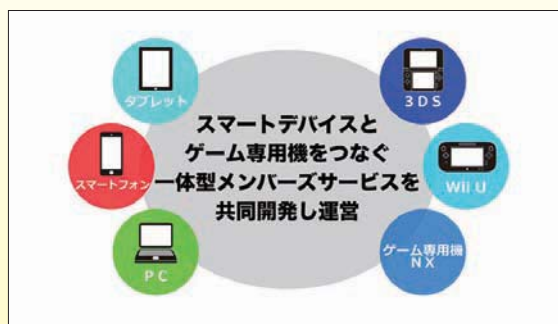 タブレット
3DS
スマートデバイスと
ゲーム専用機をつなぐ
一体型メンバーズサービスを
共同開発し運営
スマートフォン
Wii U
PC
ゲーム専用機
NX